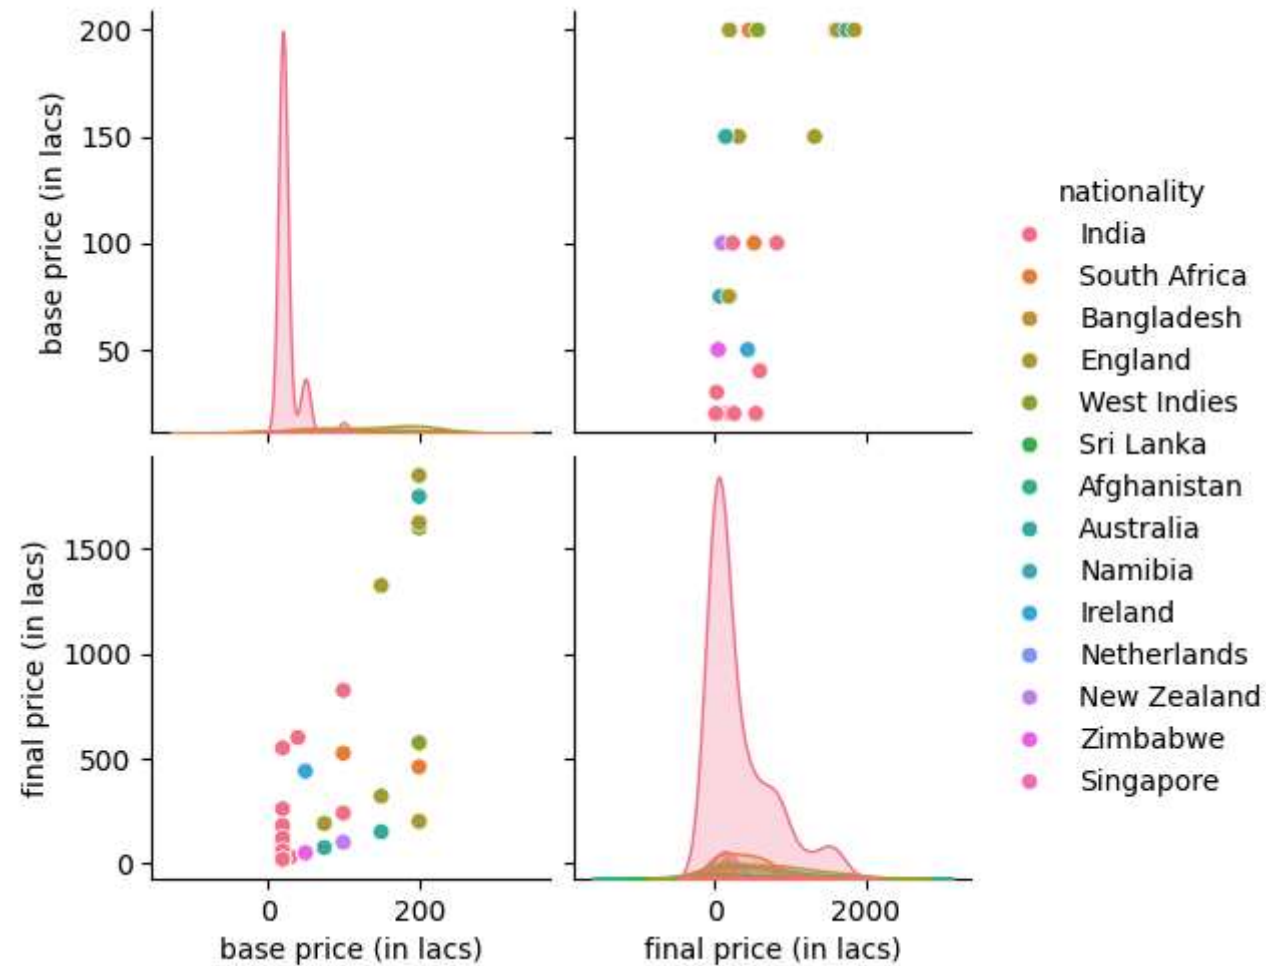 200
150
100
50
base price (in lacs)
1500
1000
500
0
final price (in lacs)
0
200
base price (in lacs)
0
2000
final price (in lacs)
nationality
India
South Africa
Bangladesh
England
West Indies
Sri Lanka
Afghanistan
Australia
Namibia
Ireland
Netherlands
New Zealand
Zimbabwe
Singapore